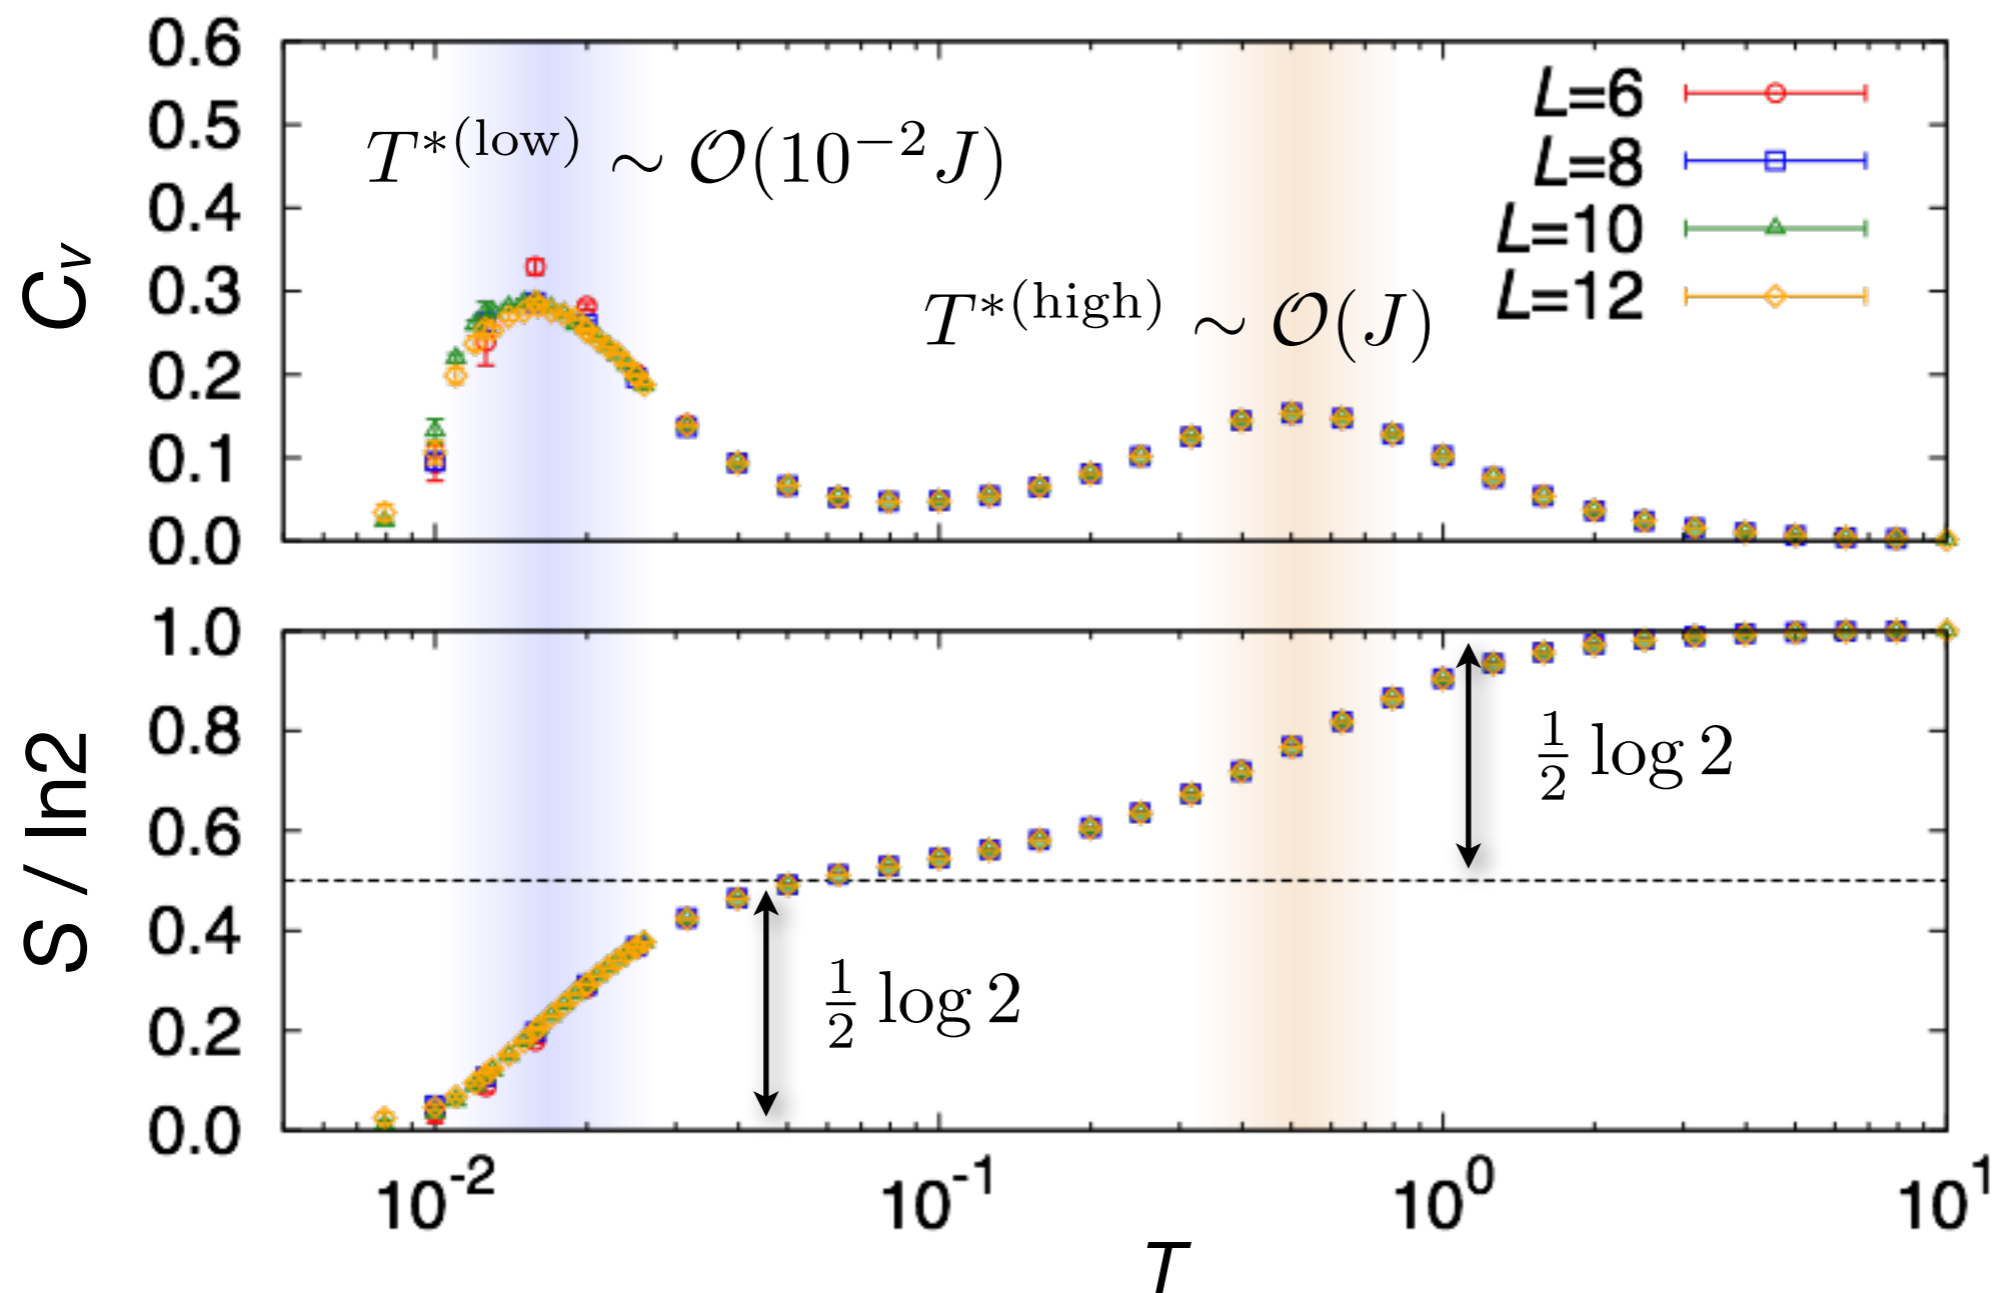 0.6
0.5
0.4
0.3
0.2
0.1
0.0
Cv
T*(low) ∼ 𝒪(10⁻²J)
T*(high) ∼ 𝒪(J)
L=6
L=8
L=10
L=12
1.0
0.8
0.6
0.4
0.2
0.0
S / ln2
½ log 2
½ log 2
10⁻² 10⁻¹ 10⁰ 10¹
T